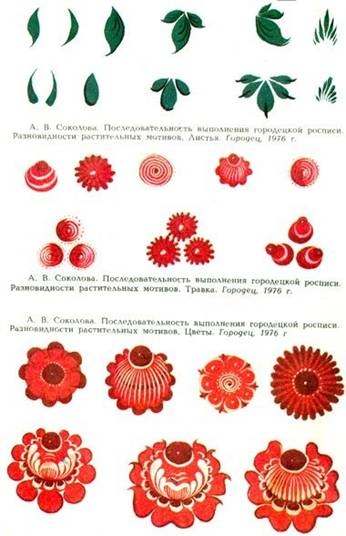 А. В. Соколова. Последовательность выполнения городецкой росписи.
Разновидности растительных мотивов. Листья. Городец, 1976 г.
А. В. Соколова. Последовательность выполнения городецкой росписи.
Разновидности растительных мотивов. Травка. Городец, 1976 г.
А. В. Соколова. Последовательность выполнения городецкой росписи.
Разновидности растительных мотивов. Цветы. Городец, 1976 г